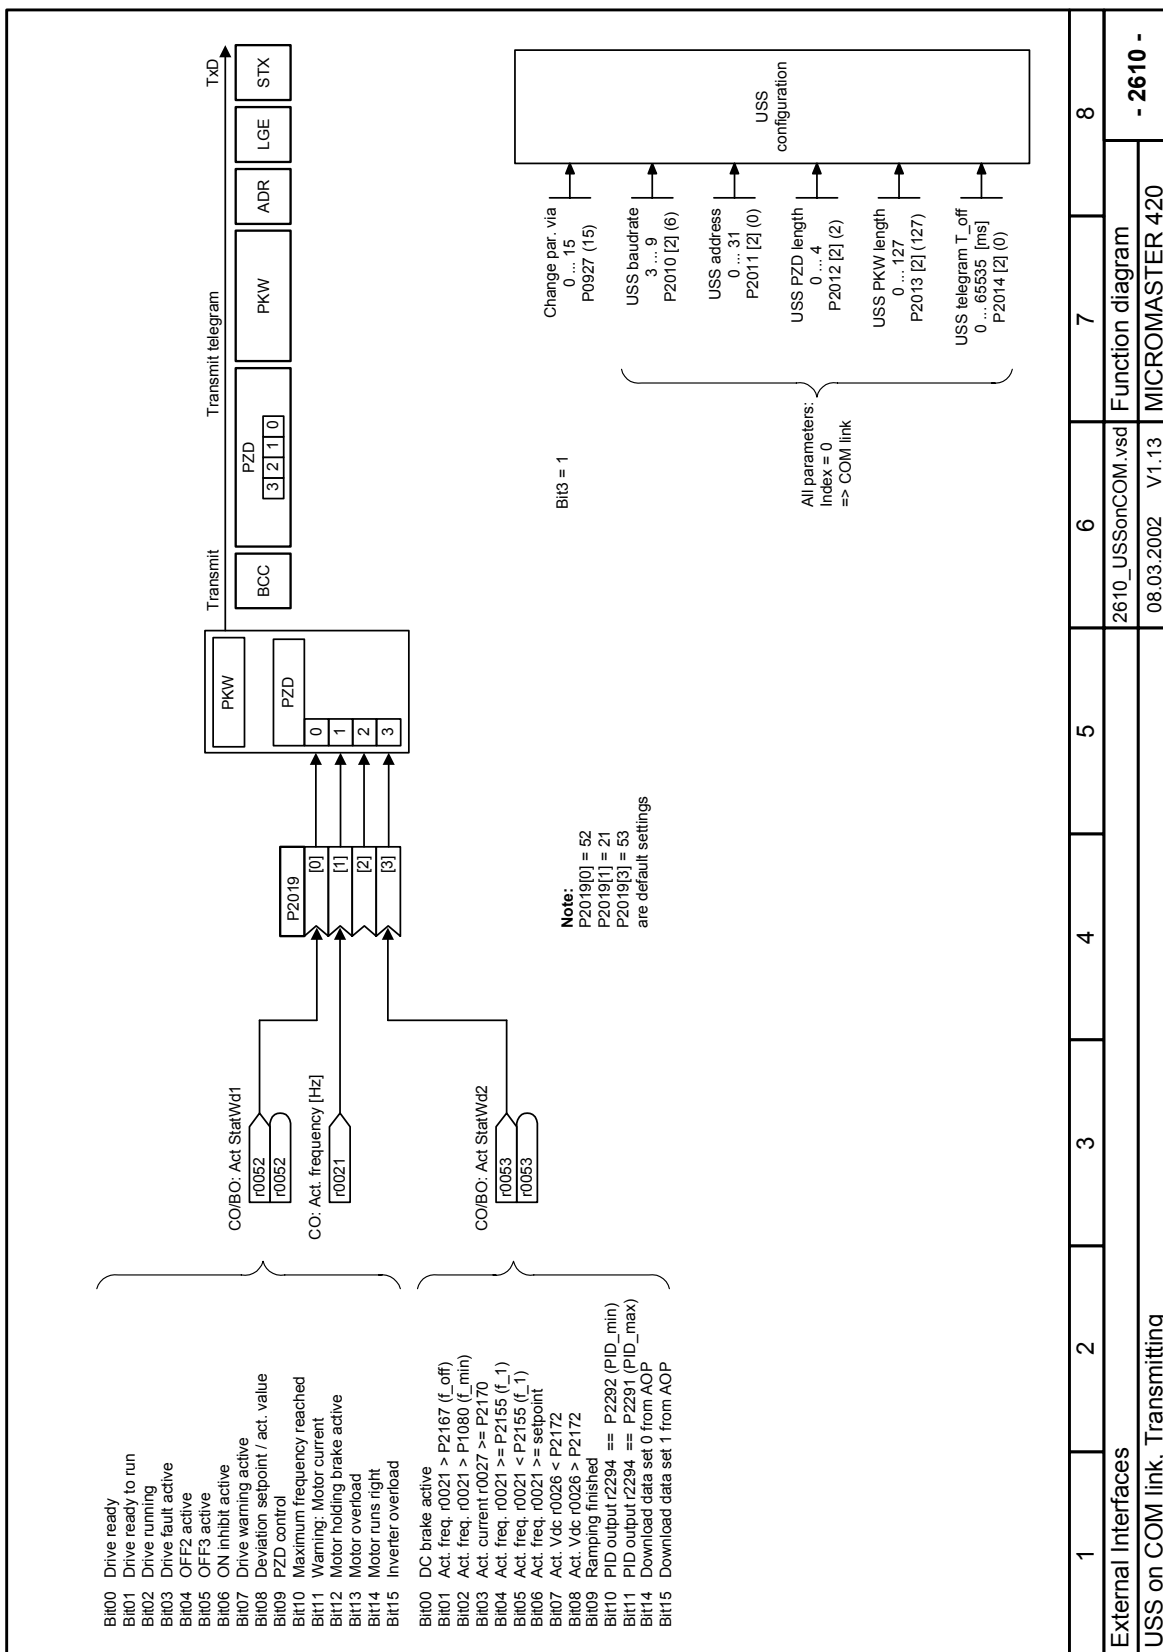 Bit00 Drive ready
Bit01 Drive ready to run
Bit02 Drive running
Bit03 Drive fault active
Bit04 OFF2 active
Bit05 OFF3 active
Bit06 ON inhibit active
Bit07 Drive warning active
Bit08 Deviation setpoint / act. value
Bit09 PZD control
Bit10 Maximum frequency reached
Bit11 Warning: Motor current
Bit12 Motor holding brake active
Bit13 Motor overload
Bit14 Motor runs right
Bit15 Inverter overload
Bit00 DC brake active
Bit01 Act. freq. r0021 > P2167 (f_off)
Bit02 Act. freq. r0021 > P1080 (f_min)
Bit03 Act. current r0027 >= P2170
Bit04 Act. freq. r0021 >= P2155 (f_1)
Bit05 Act. freq. r0021 < P2155 (f_1)
Bit06 Act. freq. r0021 >= setpoint
Bit07 Act. Vdc r0026 < P2172
Bit08 Act. Vdc r0026 > P2172
Bit09 Ramping finished
Bit10 PID output r2294 == P2292 (PID_min)
Bit11 PID output r2294 == P2291 (PID_max)
Bit14 Download data set 0 from AOP
Bit15 Download data set 1 from AOP
CO/BO: Act StatWd1
r0052
r0052
CO: Act. frequency [Hz]
r0021
CO/BO: Act StatWd2
r0053
r0053
P2019
[0]
[1]
[2]
[3]
Note:
P2019[0] = 52
P2019[1] = 21
P2019[3] = 53
are default settings
PKW
PZD
0
1
2
3
Transmit
Transmit telegram
TxD
BCC
PZD
3 2 1 0
PKW
ADR
LGE
STX
Bit3 = 1
All parameters:
Index = 0
=> COM link
Change par. via
0 ... 15
P0927 (15)
USS baudrate
3 ... 9
P2010 [2] (6)
USS address
0 ... 31
P2011 [2] (0)
USS PZD length
0 ... 4
P2012 [2] (2)
USS PKW length
0 ... 127
P2013 [2] (127)
USS telegram T_off
0 ... 65535 [ms]
P2014 [2] (0)
USS
configuration
1 2 3 4 5 6 7 8
External Interfaces
2610_USSonCOM.vsd
Function diagram
- 2610 -
USS on COM link, Transmitting
08.03.2002 V1.13
MICROMASTER 420